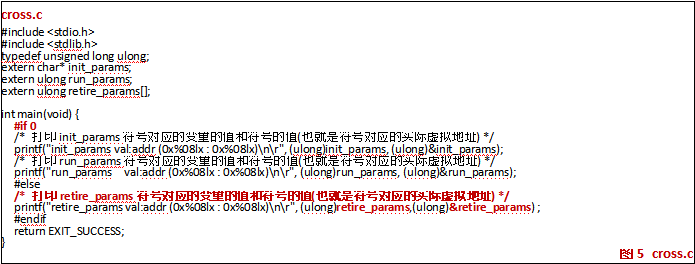 cross.c
#include <stdio.h>
#include <stdlib.h>
typedef unsigned long ulong;
extern char* init_params;
extern ulong run_params;
extern ulong retire_params[];
int main(void) {
#if 0
/* 打印 init_params 符号对应的变量的值和符号的值(也就是符号对应的实际虚拟地址) */
printf("init_params val:addr (0x%08lx : 0x%08lx)\n\r", (ulong)init_params, (ulong)&init_params);
/* 打印 run_params 符号对应的变量的值和符号的值(也就是符号对应的实际虚拟地址) */
printf("run_params val:addr (0x%08lx : 0x%08lx)\n\r", (ulong)run_params, (ulong)&run_params);
#else
/* 打印 retire_params 符号对应的变量的值和符号的值(也就是符号对应的实际虚拟地址) */
printf("retire_params val:addr (0x%08lx : 0x%08lx)\n\r", (ulong)retire_params,(ulong)&retire_params) ;
#endif
return EXIT_SUCCESS;
}
图 5 cross.c